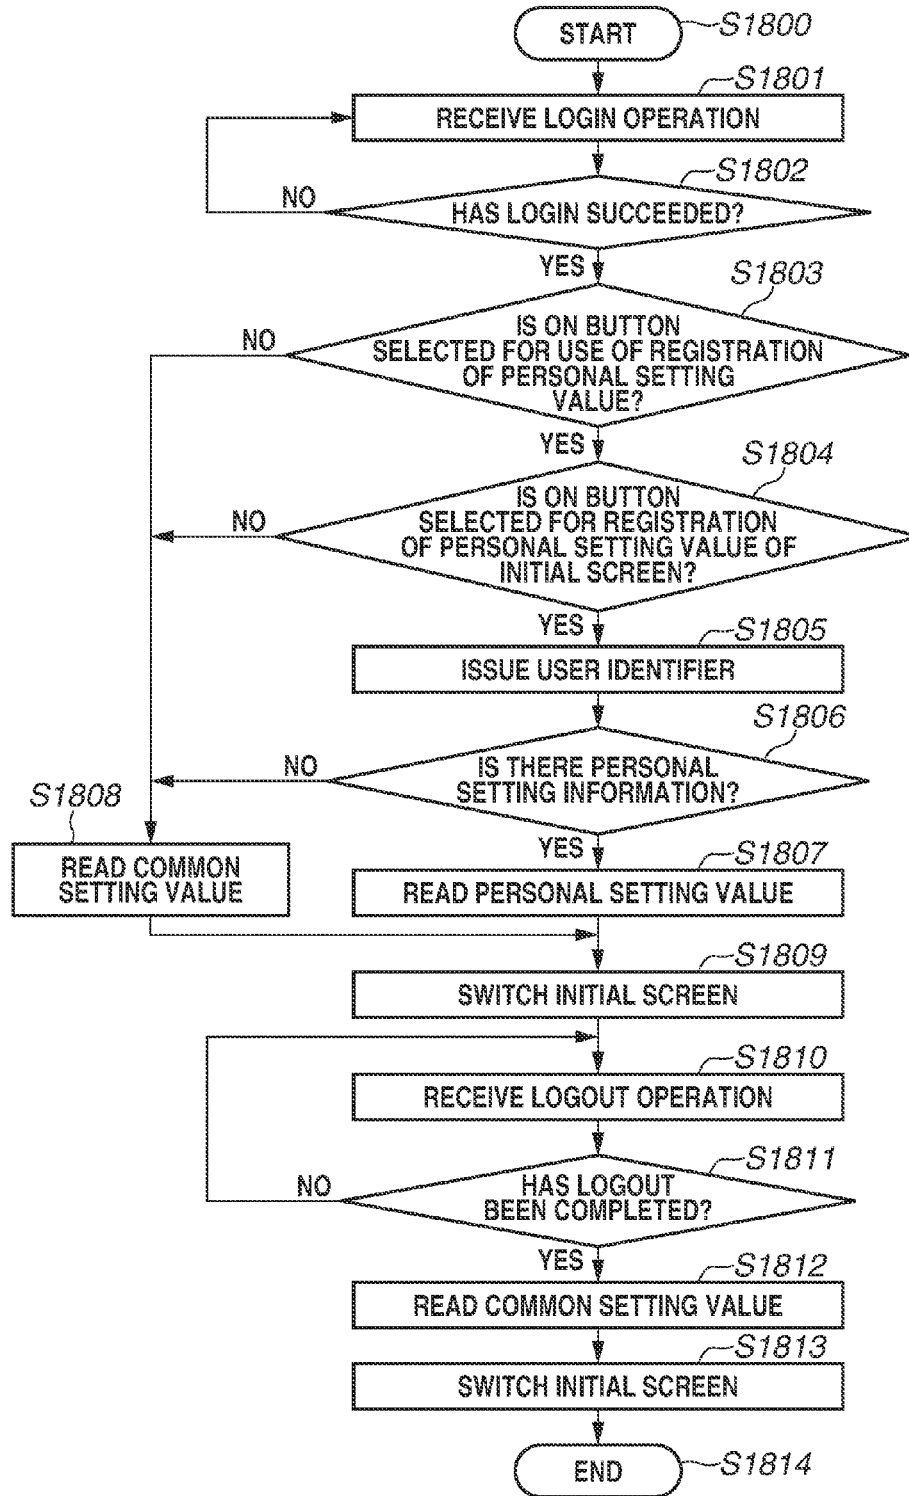 S1800
START
S1801
RECEIVE LOGIN OPERATION
S1802
NO
HAS LOGIN SUCCEEDED?
YES
S1803
NO
IS ON BUTTON
SELECTED FOR USE OF REGISTRATION
OF PERSONAL SETTING
VALUE?
YES
S1804
NO
IS ON BUTTON
SELECTED FOR REGISTRATION
OF PERSONAL SETTING VALUE OF
INITIAL SCREEN?
YES
S1805
ISSUE USER IDENTIFIER
S1806
NO
IS THERE PERSONAL
SETTING INFORMATION?
YES
S1808
READ COMMON
SETTING VALUE
S1807
READ PERSONAL SETTING VALUE
S1809
SWITCH INITIAL SCREEN
S1810
RECEIVE LOGOUT OPERATION
S1811
NO
HAS LOGOUT
BEEN COMPLETED?
YES
S1812
READ COMMON SETTING VALUE
S1813
SWITCH INITIAL SCREEN
END
S1814